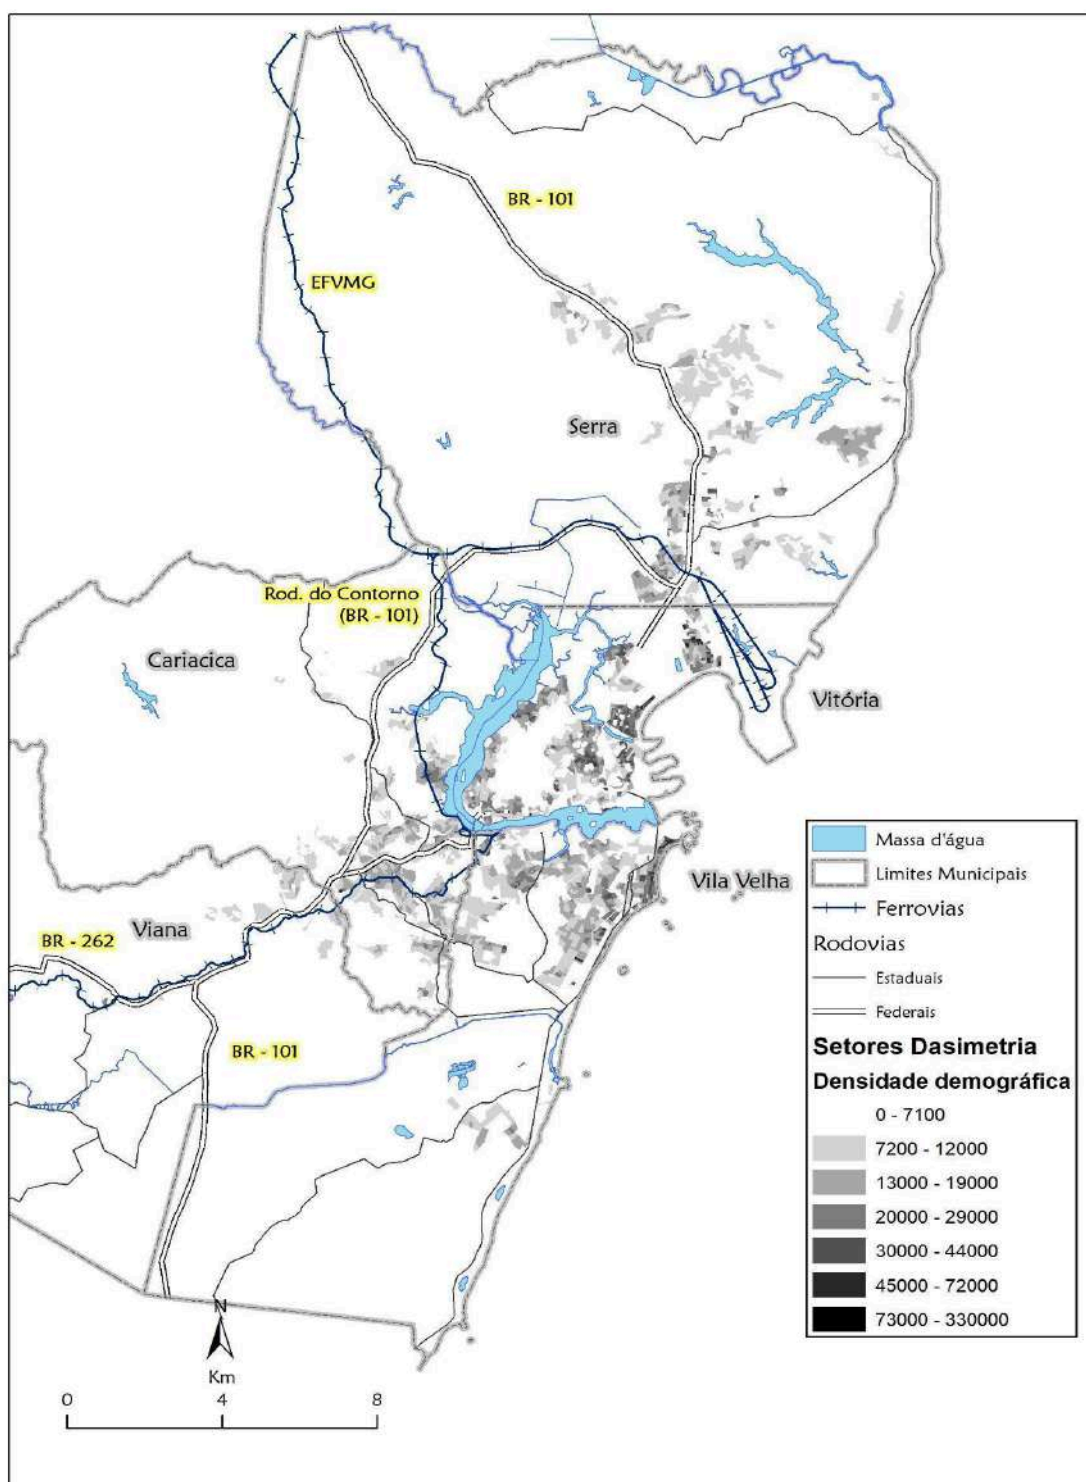 BR - 101
EFVMG
Serra
Rod. do Contorno
(BR - 101)
Cariacica
Vitória
Vila Velha
Viana
BR - 262
BR - 101
Massa d'água
Limites Municipais
Ferrovias
Rodovias
Estaduais
Federais
Setores Dasimetria
Densidade demográfica
0 - 7100
7200 - 12000
13000 - 19000
20000 - 29000
30000 - 44000
45000 - 72000
73000 - 330000
N
Km
0 4 8